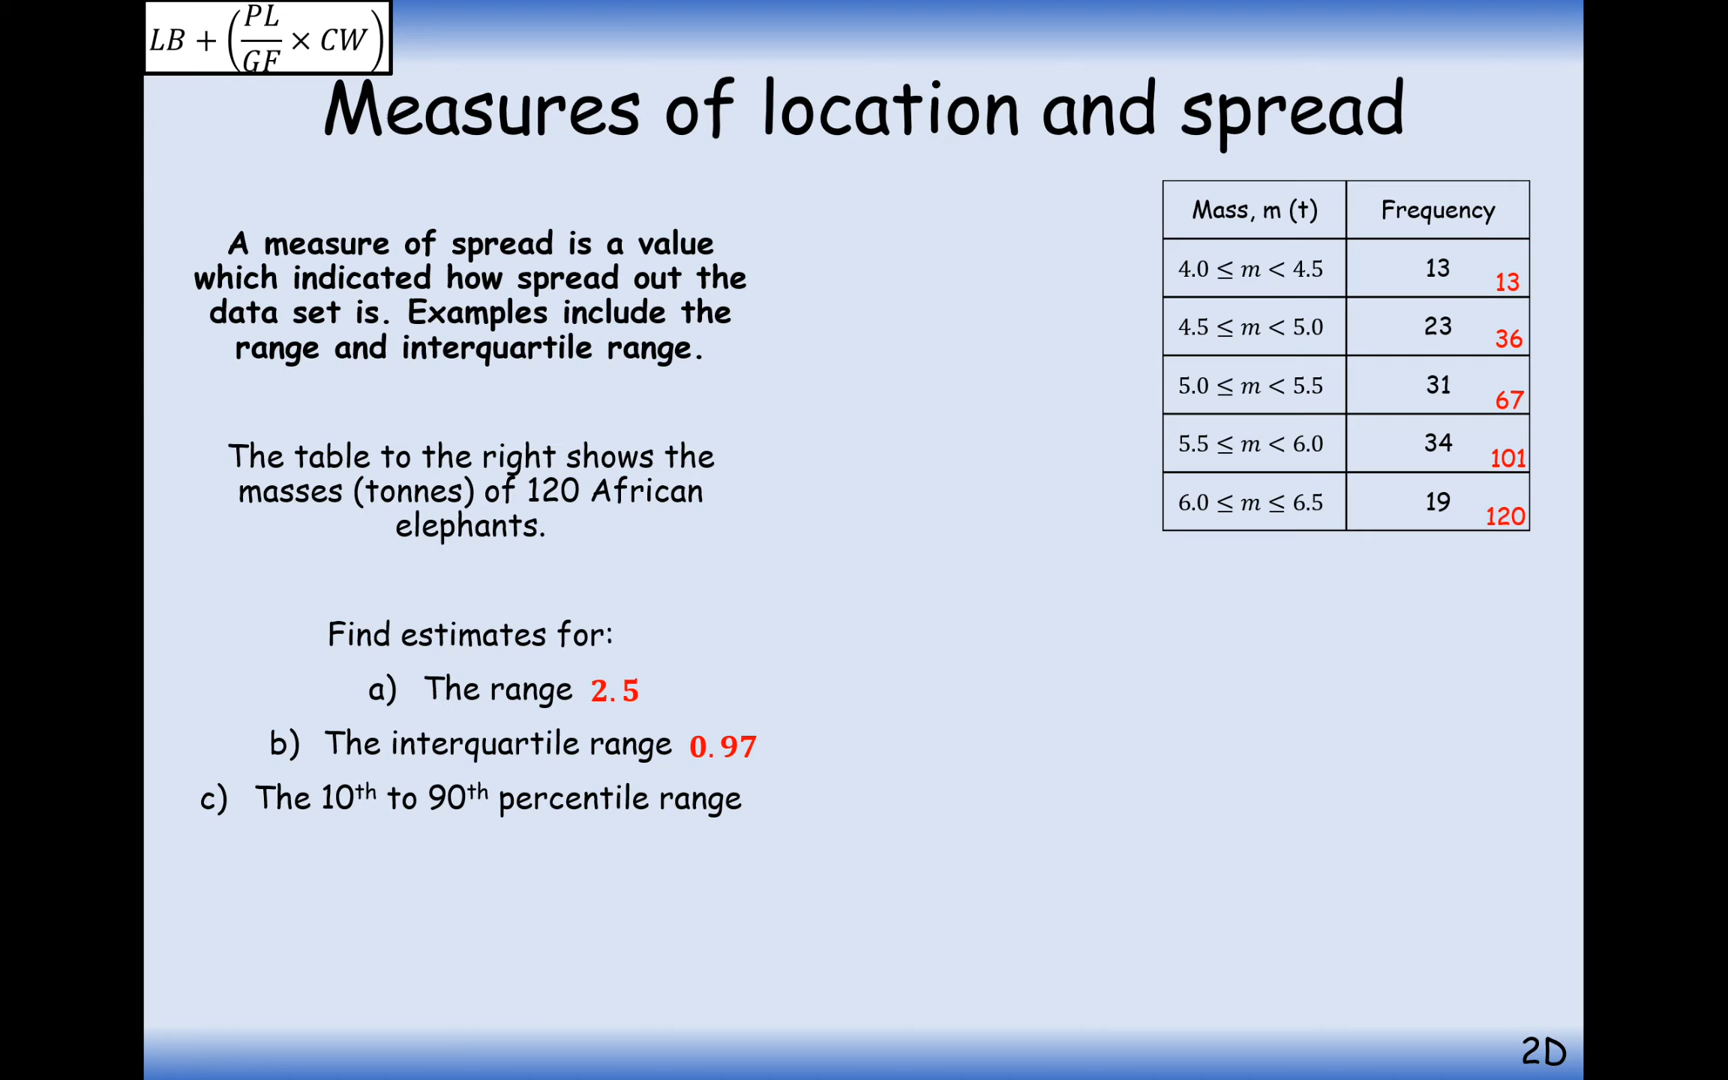 LB + (PL/GF × CW)
Measures of location and spread
A measure of spread is a value
which indicated how spread out the
data set is. Examples include the
range and interquartile range.
The table to the right shows the
masses (tonnes) of 120 African
elephants.
Find estimates for:
a) The range 2.5
b) The interquartile range 0.97
c) The 10th to 90th percentile range
Mass, m (t) Frequency
4.0 ≤ m < 4.5 13 13
4.5 ≤ m < 5.0 23 36
5.0 ≤ m < 5.5 31 67
5.5 ≤ m < 6.0 34 101
6.0 ≤ m ≤ 6.5 19 120
2D